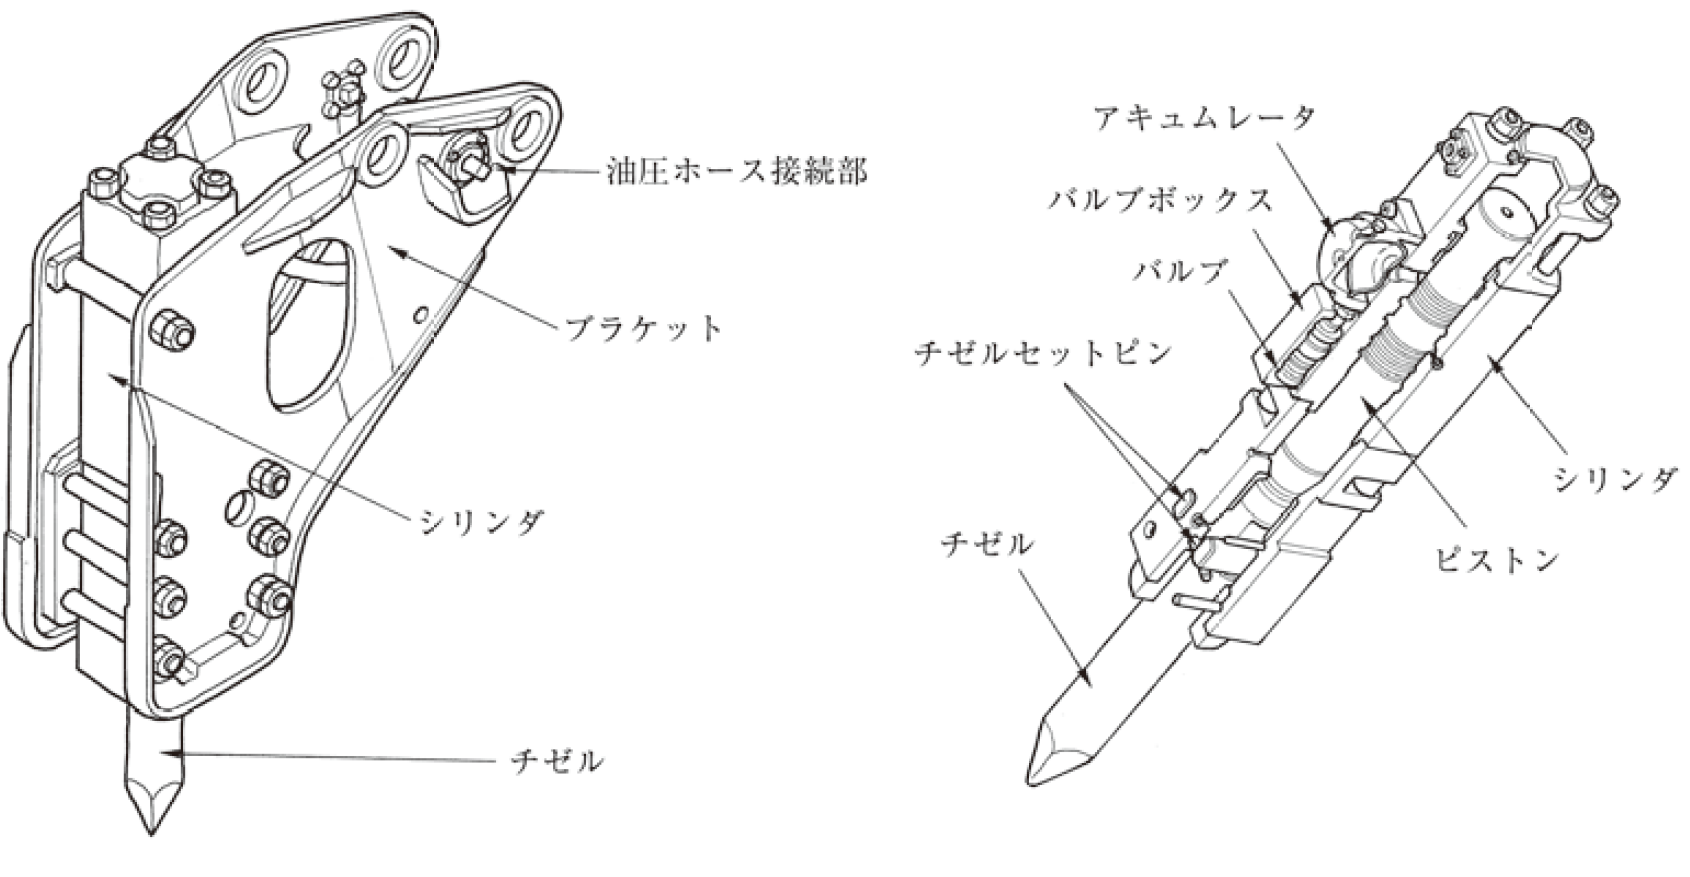 油圧ホース接続部
ブラケット
シリンダ
チゼル
アキュムレータ
バルブボックス
バルブ
チゼルセットピン
チゼル
シリンダ
ピストン